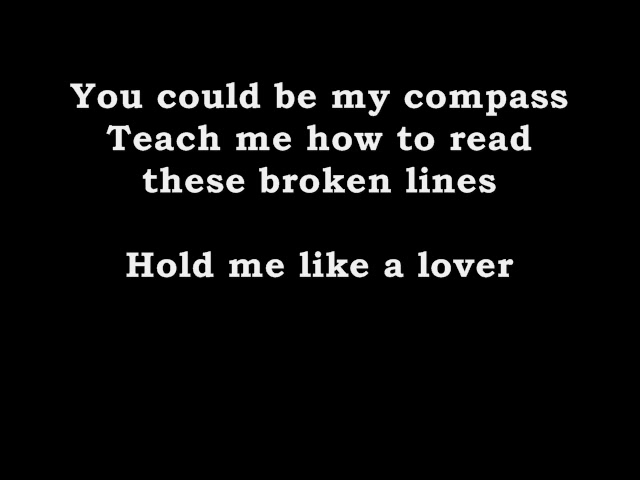 You could be my compass
Teach me how to read
these broken lines
Hold me like a lover